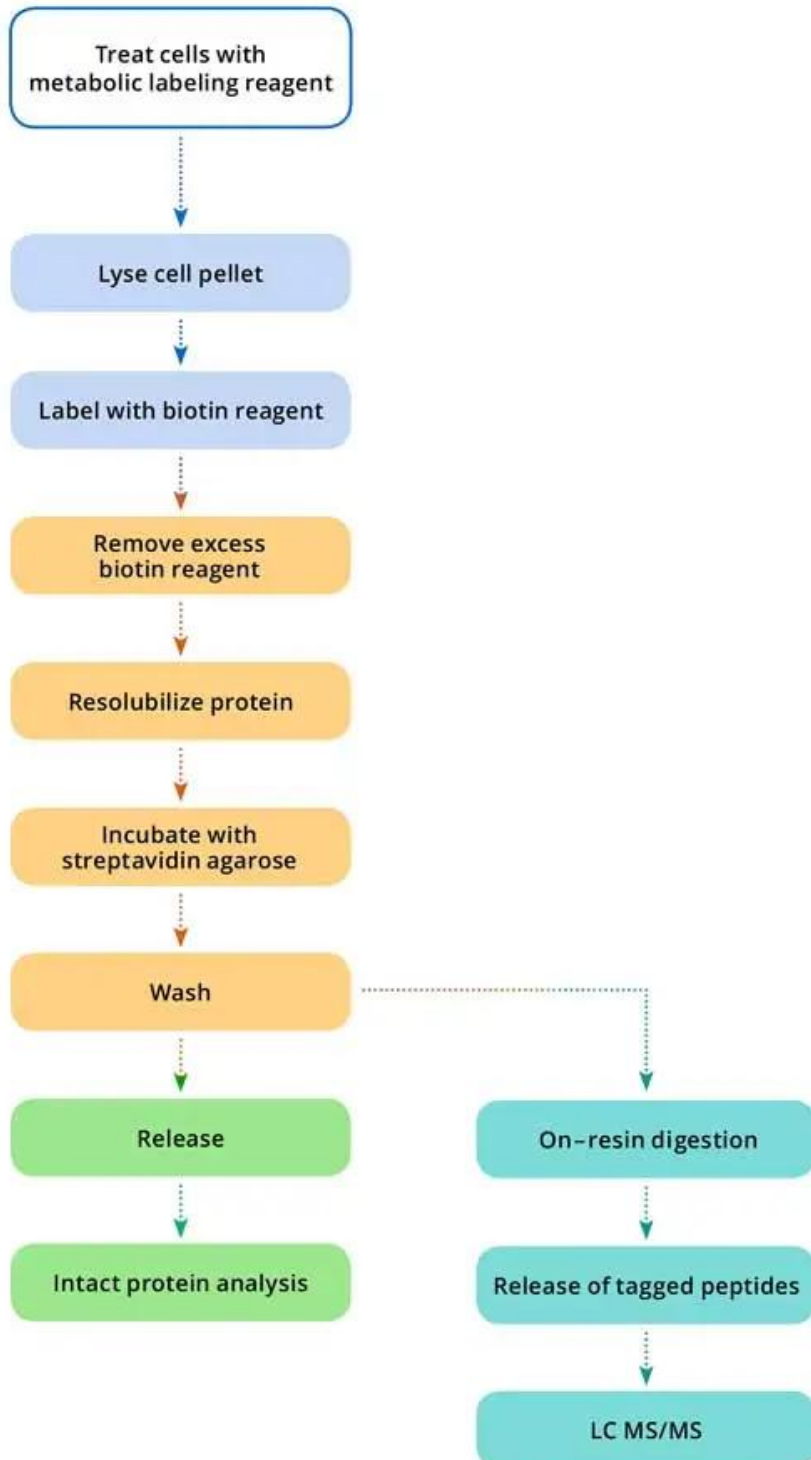 Treat cells with
metabolic labeling reagent
Lyse cell pellet
Label with biotin reagent
Remove excess
biotin reagent
Resolubilize protein
Incubate with
streptavidin agarose
Wash
Release
On–resin digestion
Intact protein analysis
Release of tagged peptides
LC MS/MS